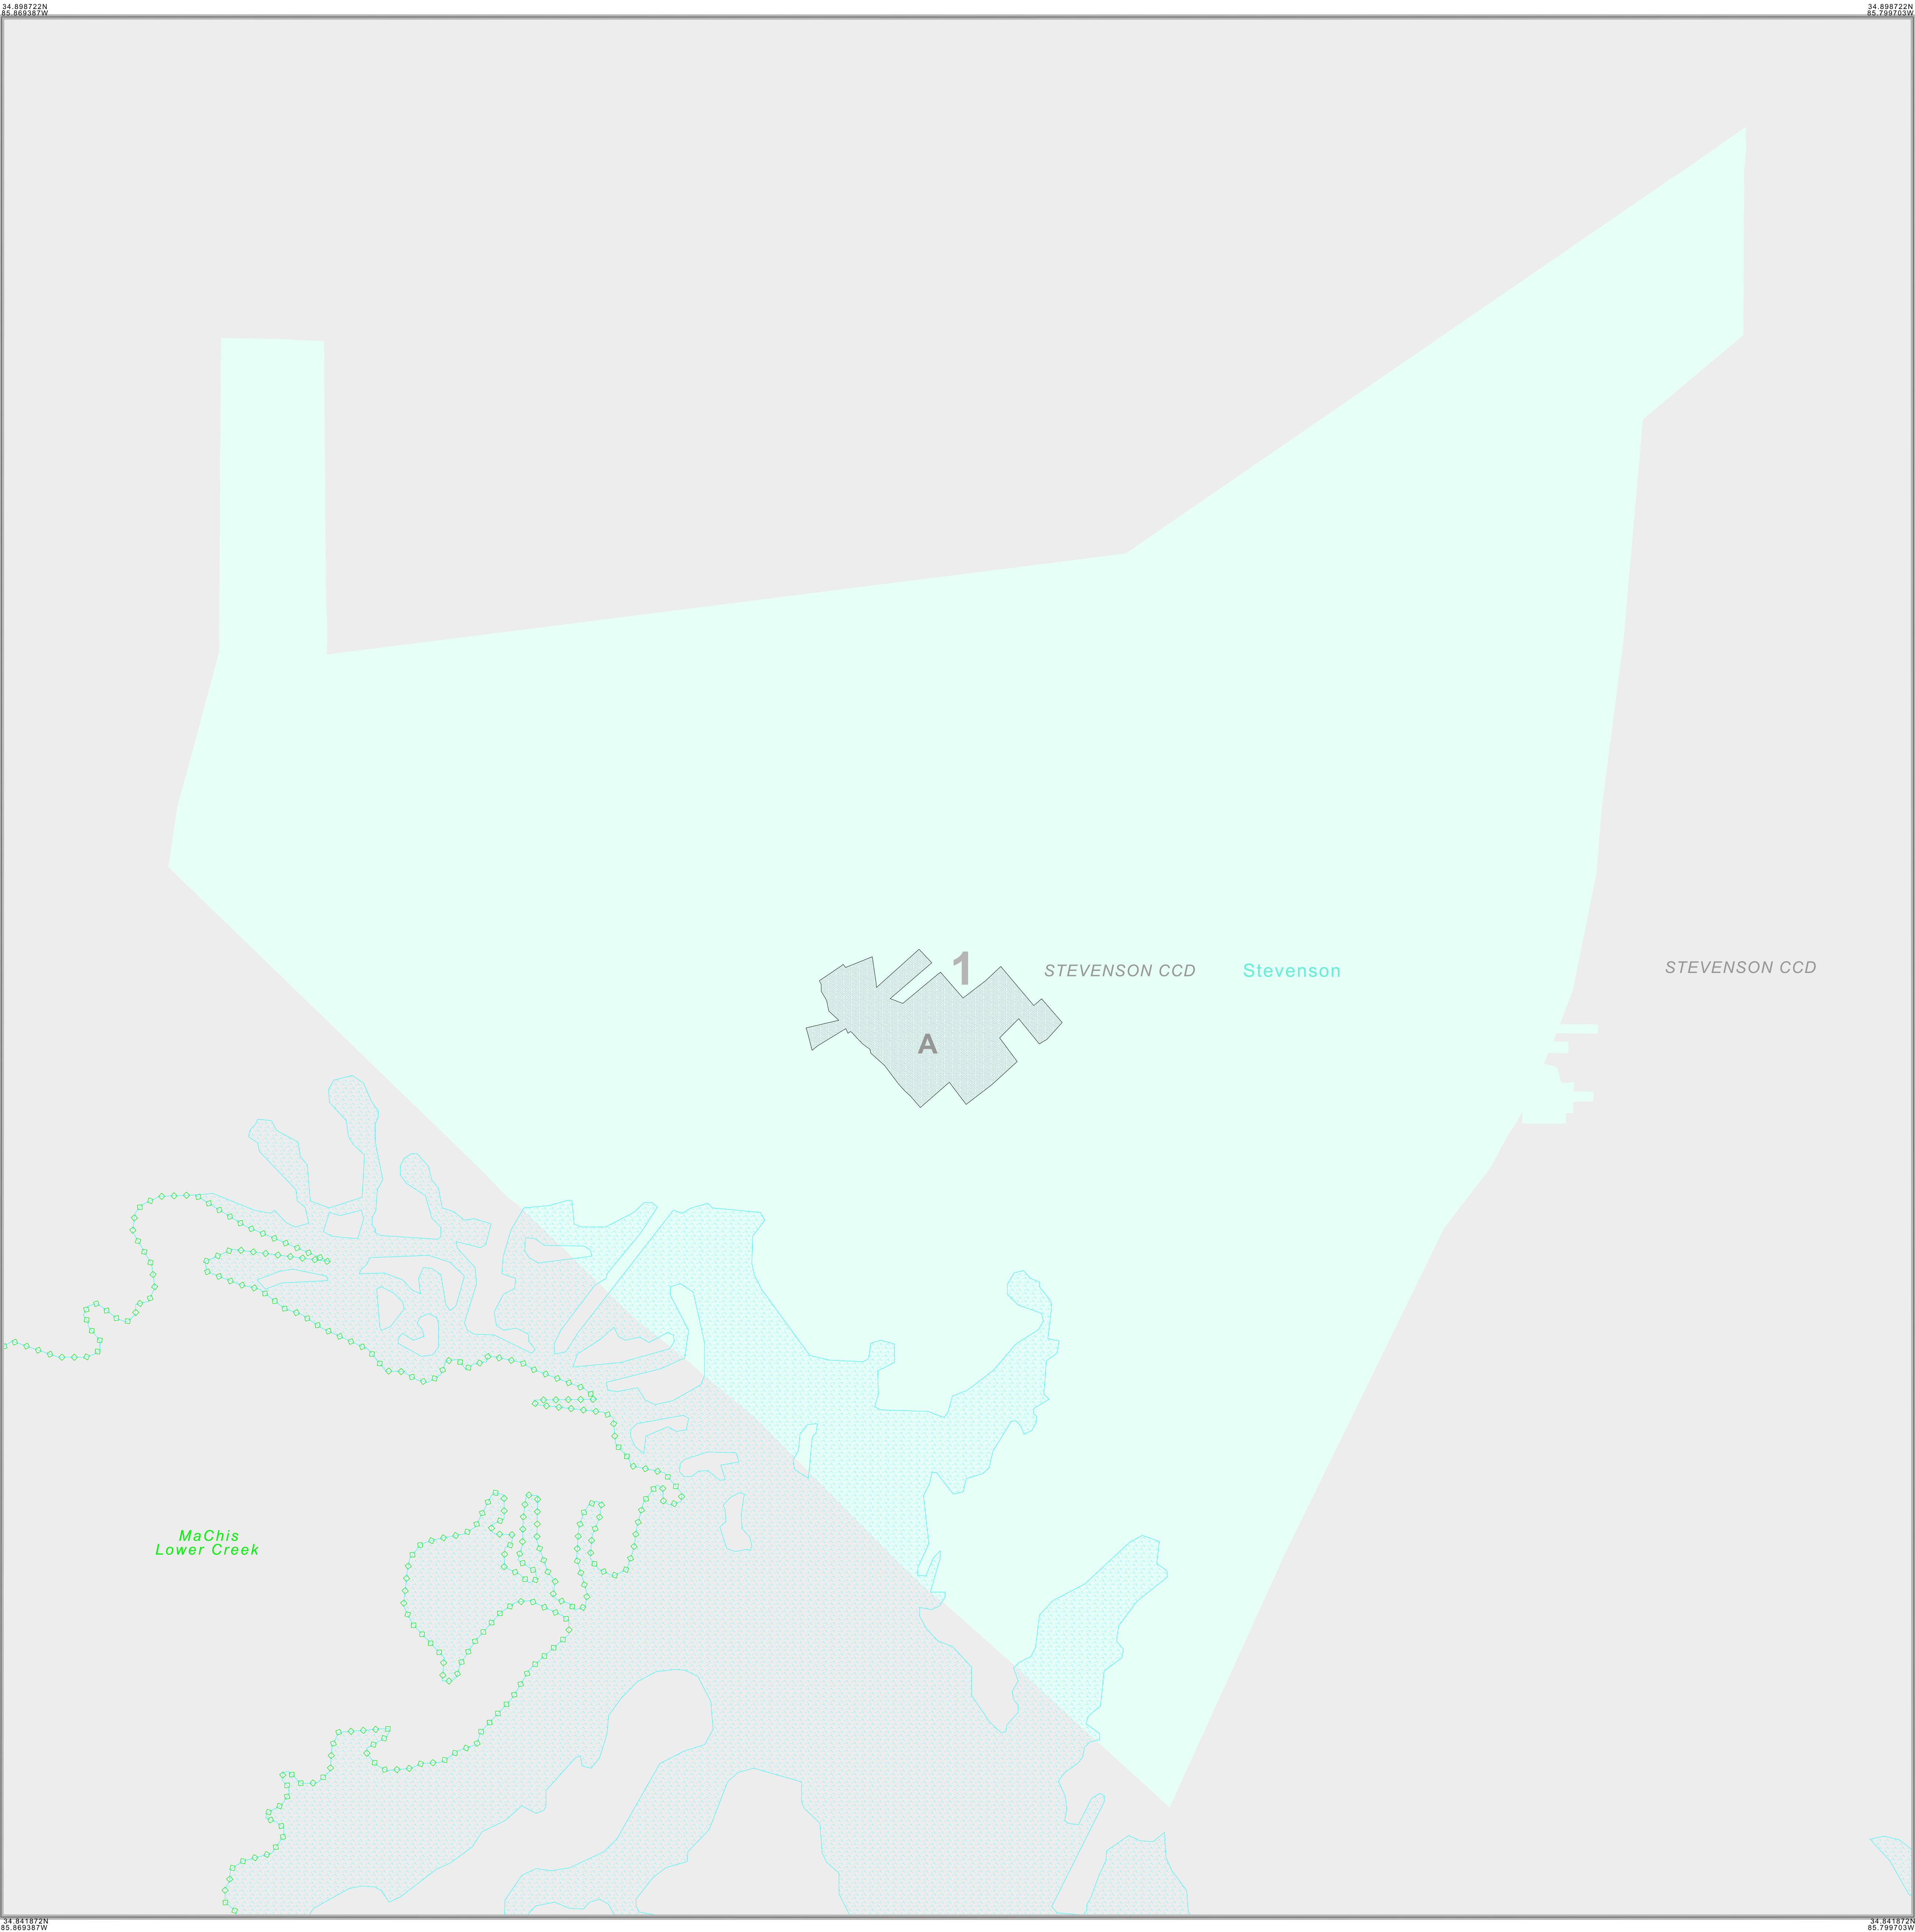 34.898722N
85.869387W
34.898722N
85.799703W
1
STEVENSON CCD
Stevenson
STEVENSON CCD
A
MaChis
Lower Creek
34.841872N
85.869387W
34.841872N
85.799703W